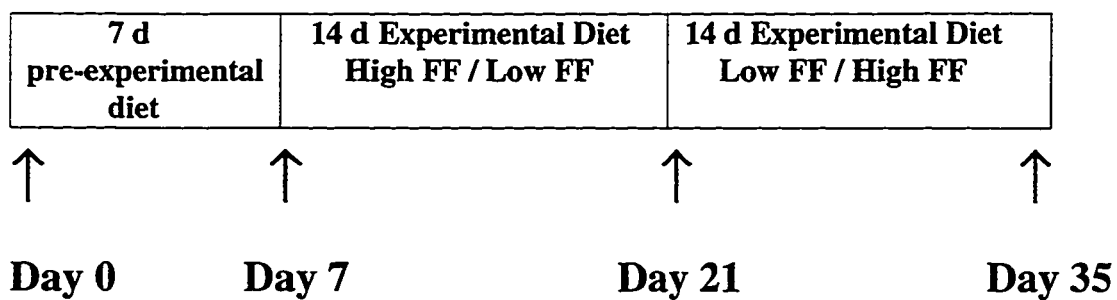 7 d
pre-experimental
diet
14 d Experimental Diet
High FF / Low FF
14 d Experimental Diet
Low FF / High FF
Day 0
Day 7
Day 21
Day 35